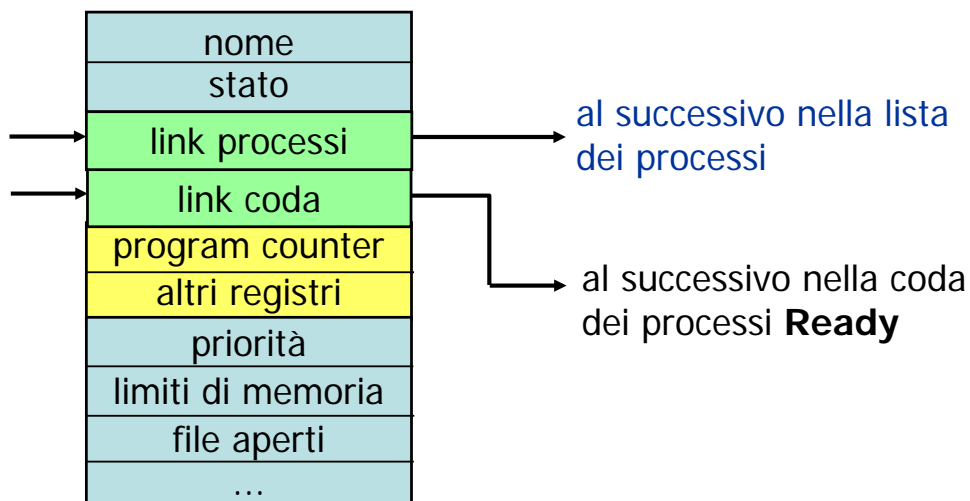 nome
stato
link processi
link coda
program counter
altri registri
priorità
limiti di memoria
file aperti
...
al successivo nella lista
dei processi
al successivo nella coda
dei processi Ready